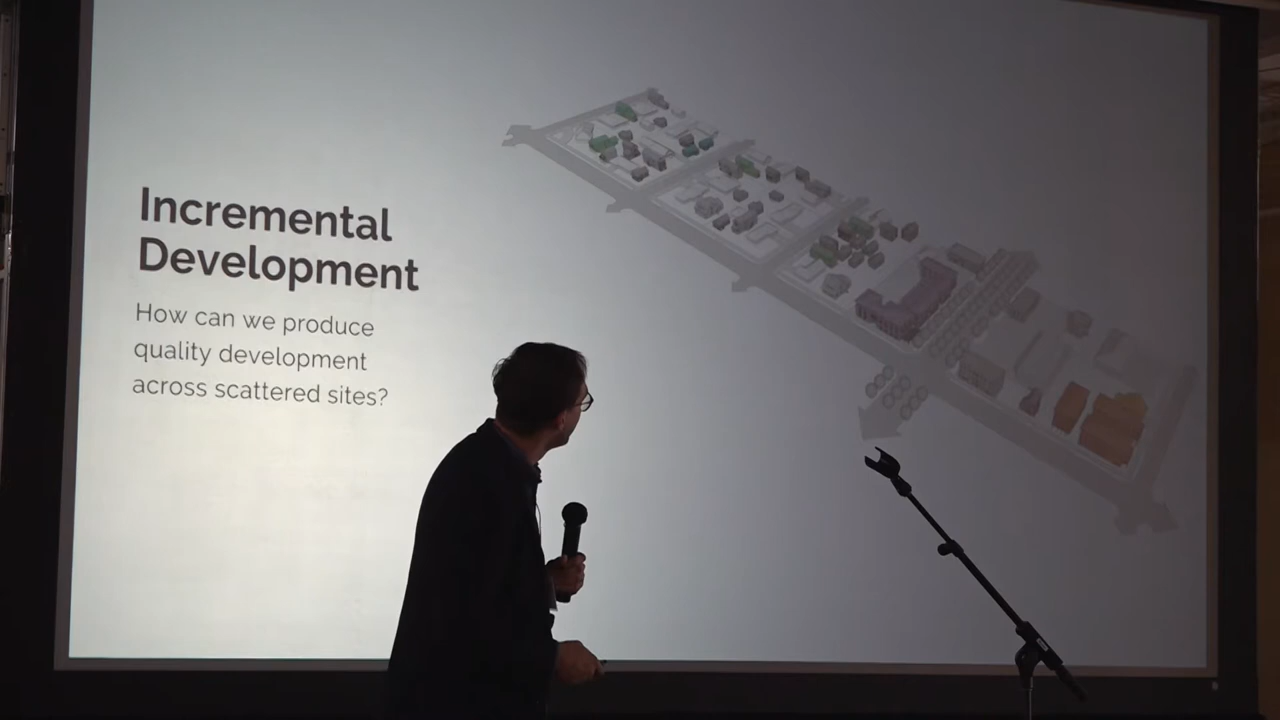 Incremental
Development
How can we produce
quality development
across scattered sites?